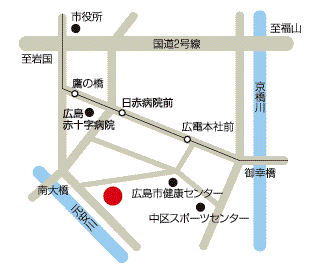 市役所
至福山
国道2号線
至岩国
鷹の橋
京橋川
日赤病院前
広島
赤十字病院
広電本社前
御幸橋
南大橋
広島市健康センター
元安川
中区スポーツセンター